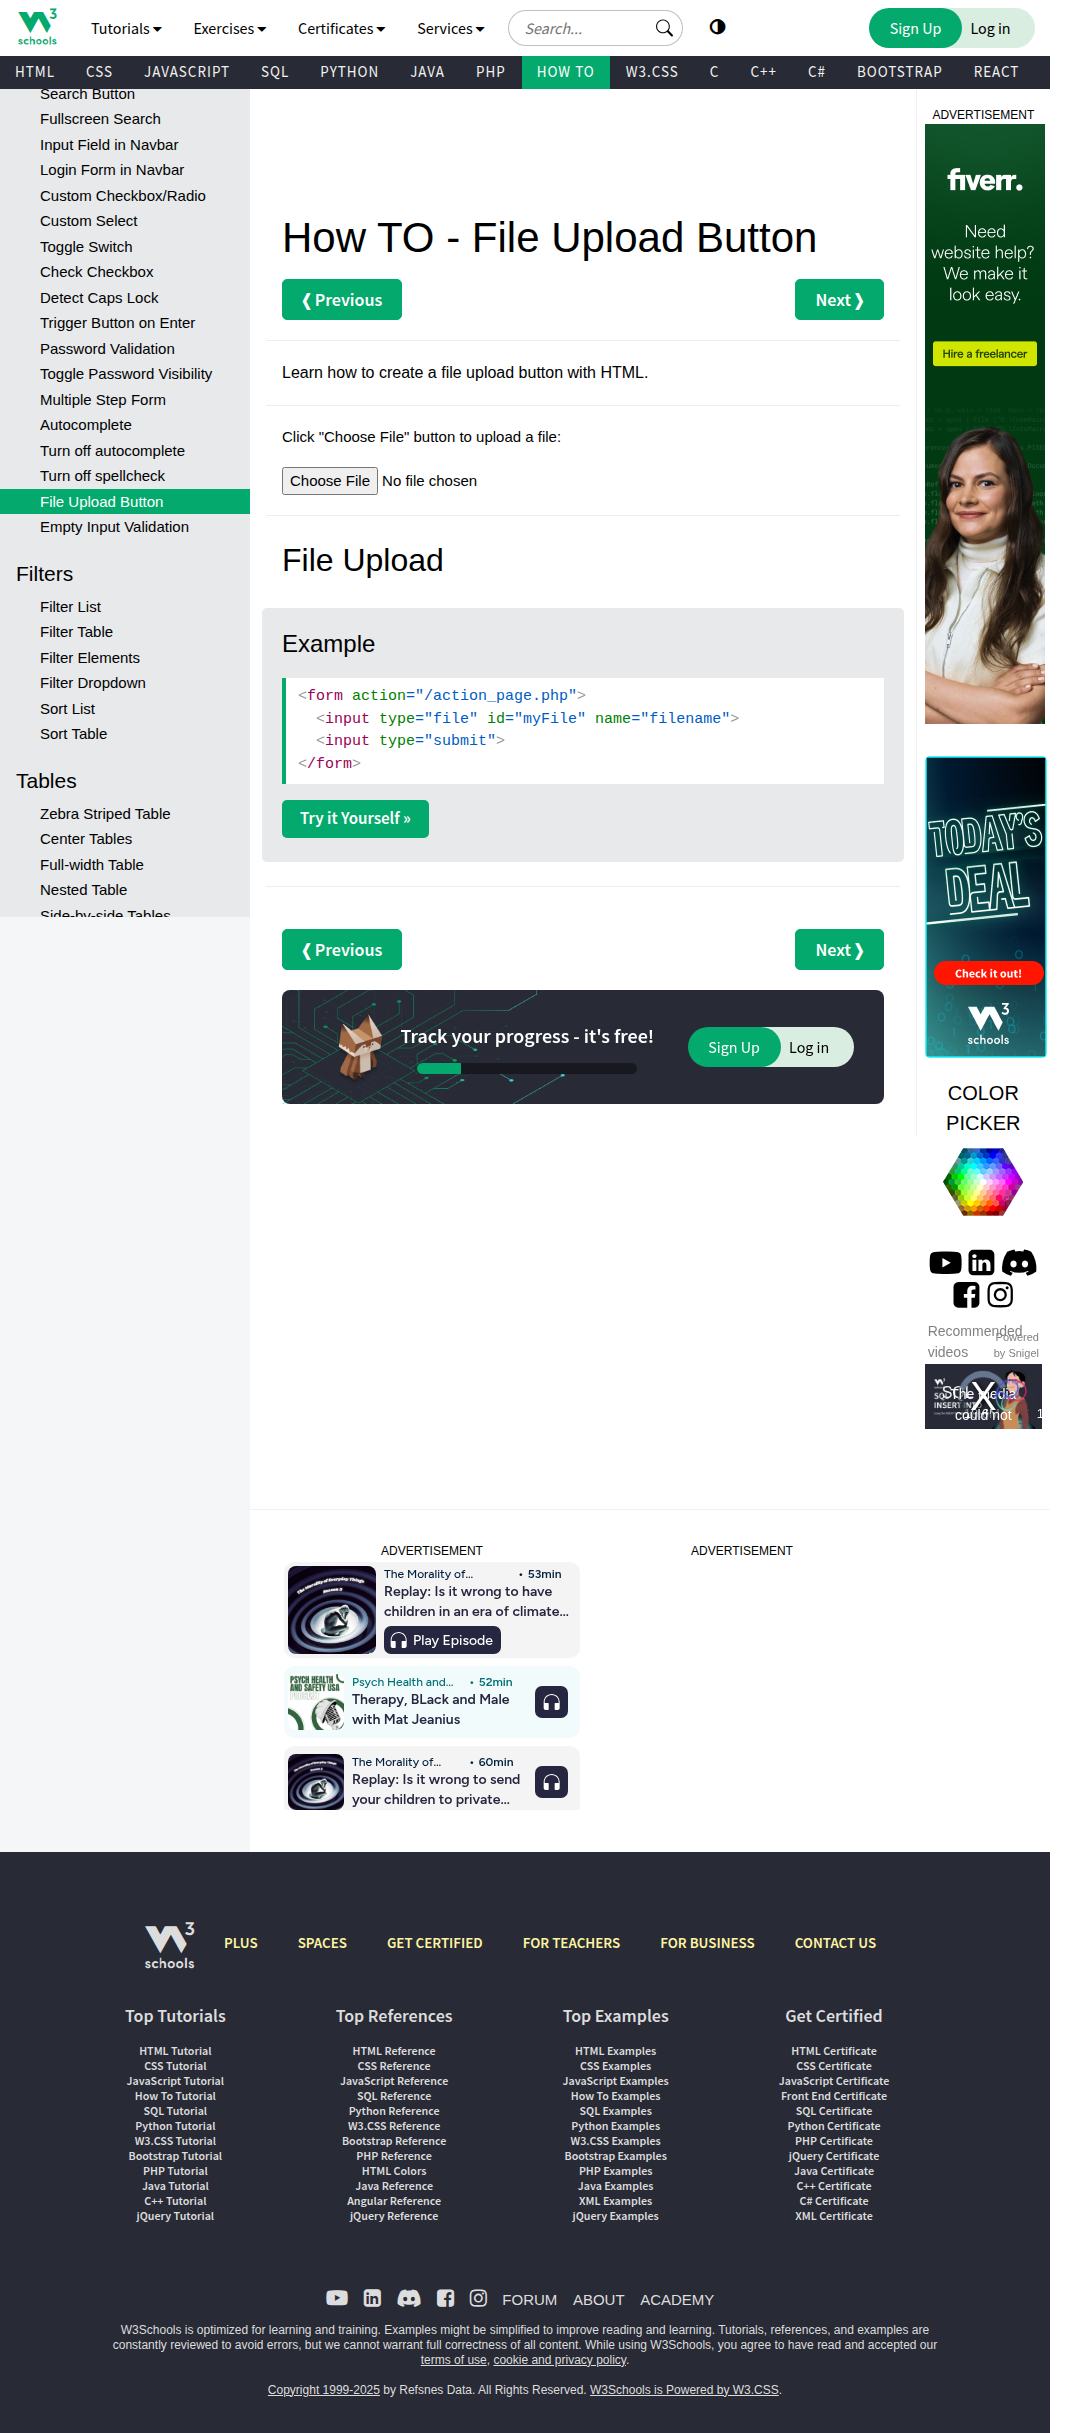 3
schools
Tutorials
Exercises
Certificates
Services
Search...
Sign Up
Log in
HTML
CSS
JAVASCRIPT
SQL
PYTHON
JAVA
PHP
HOW TO
W3.CSS
C
C++
C#
BOOTSTRAP
REACT
Search Button
Fullscreen Search
Input Field in Navbar
Login Form in Navbar
Custom Checkbox/Radio
Custom Select
Toggle Switch
Check Checkbox
Detect Caps Lock
Trigger Button on Enter
Password Validation
Toggle Password Visibility
Multiple Step Form
Autocomplete
Turn off autocomplete
Turn off spellcheck
File Upload Button
Empty Input Validation
Filters
Filter List
Filter Table
Filter Elements
Filter Dropdown
Sort List
Sort Table
Tables
Zebra Striped Table
Center Tables
Full-width Table
Nested Table
Side-by-side Tables
How TO - File Upload Button
❮ Previous
Next ❯
Learn how to create a file upload button with HTML.
Click "Choose File" button to upload a file:
Choose File No file chosen
File Upload
Example
<form action="/action_page.php">
<input type="file" id="myFile" name="filename">
<input type="submit">
</form>
Try it Yourself »
❮ Previous
Next ❯
Track your progress - it's free!
Sign Up
Log in
ADVERTISEMENT
fiverr.
Need
website help?
We make it
look easy.
Hire a freelancer
TODAY'S
DEAL
Check it out!
3
schools
COLOR
PICKER
Recommended
videos
Powered
by Snigel
INSERT INTO
The media
could not
ADVERTISEMENT
The Morality of... • 53min
Replay: Is it wrong to have
children in an era of climate...
Play Episode
PSYCH HEALTH
AND SAFETY USA
PODCAST
Psych Health and... • 52min
Therapy, BLack and Male
with Mat Jeanius
The Morality of... • 60min
Replay: Is it wrong to send
your children to private...
ADVERTISEMENT
3
schools
PLUS
SPACES
GET CERTIFIED
FOR TEACHERS
FOR BUSINESS
CONTACT US
Top Tutorials
HTML Tutorial
CSS Tutorial
JavaScript Tutorial
How To Tutorial
SQL Tutorial
Python Tutorial
W3.CSS Tutorial
Bootstrap Tutorial
PHP Tutorial
Java Tutorial
C++ Tutorial
jQuery Tutorial
Top References
HTML Reference
CSS Reference
JavaScript Reference
SQL Reference
Python Reference
W3.CSS Reference
Bootstrap Reference
PHP Reference
HTML Colors
Java Reference
Angular Reference
jQuery Reference
Top Examples
HTML Examples
CSS Examples
JavaScript Examples
How To Examples
SQL Examples
Python Examples
W3.CSS Examples
Bootstrap Examples
PHP Examples
Java Examples
XML Examples
jQuery Examples
Get Certified
HTML Certificate
CSS Certificate
JavaScript Certificate
Front End Certificate
SQL Certificate
Python Certificate
PHP Certificate
jQuery Certificate
Java Certificate
C++ Certificate
C# Certificate
XML Certificate
FORUM
ABOUT
ACADEMY
W3Schools is optimized for learning and training. Examples might be simplified to improve reading and learning. Tutorials, references, and examples are
constantly reviewed to avoid errors, but we cannot warrant full correctness of all content. While using W3Schools, you agree to have read and accepted our
terms of use, cookie and privacy policy.
Copyright 1999-2025 by Refsnes Data. All Rights Reserved. W3Schools is Powered by W3.CSS.